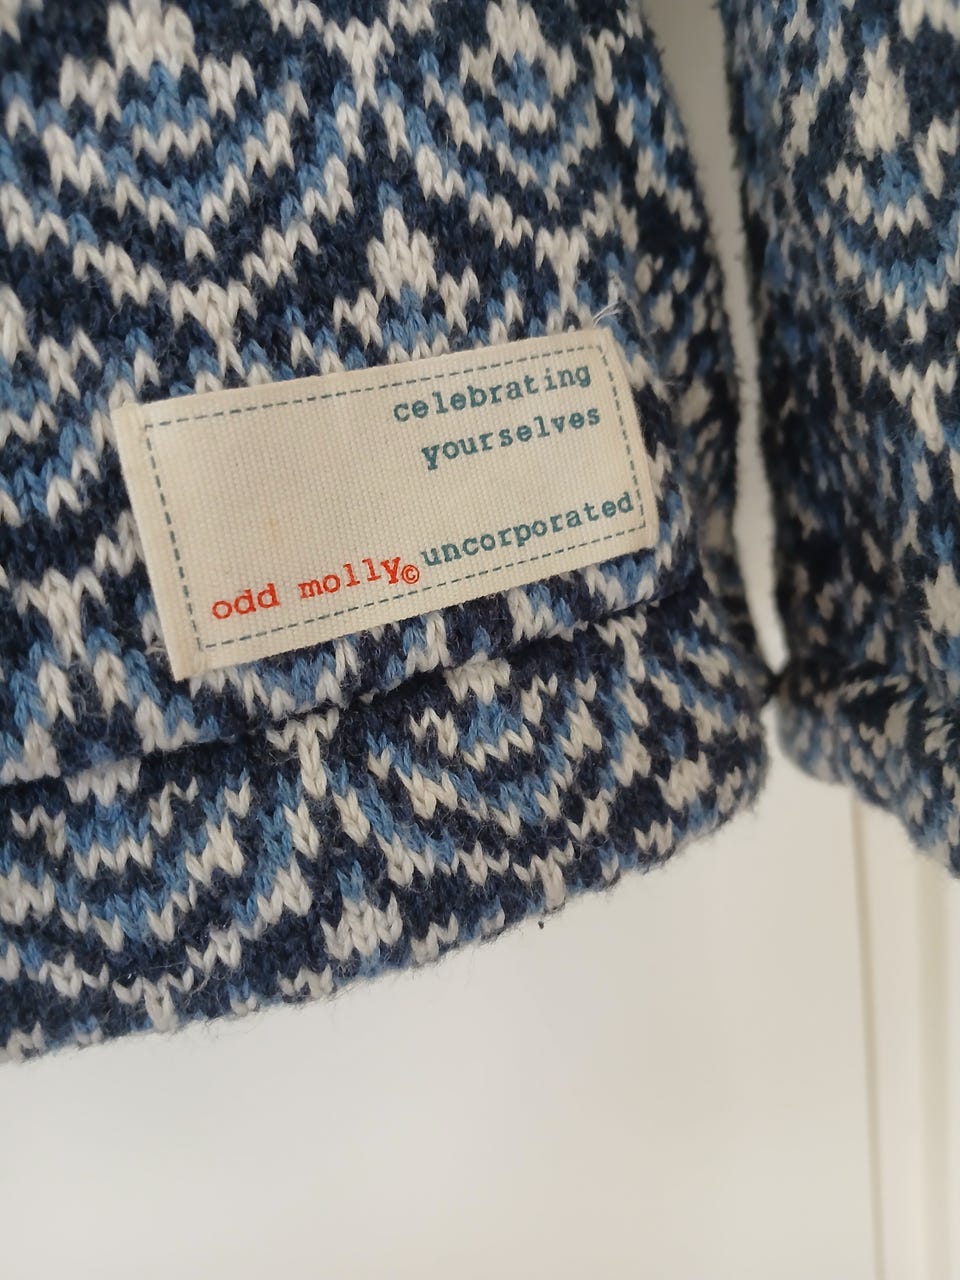 celebrating
yourselves
odd molly© uncorporated